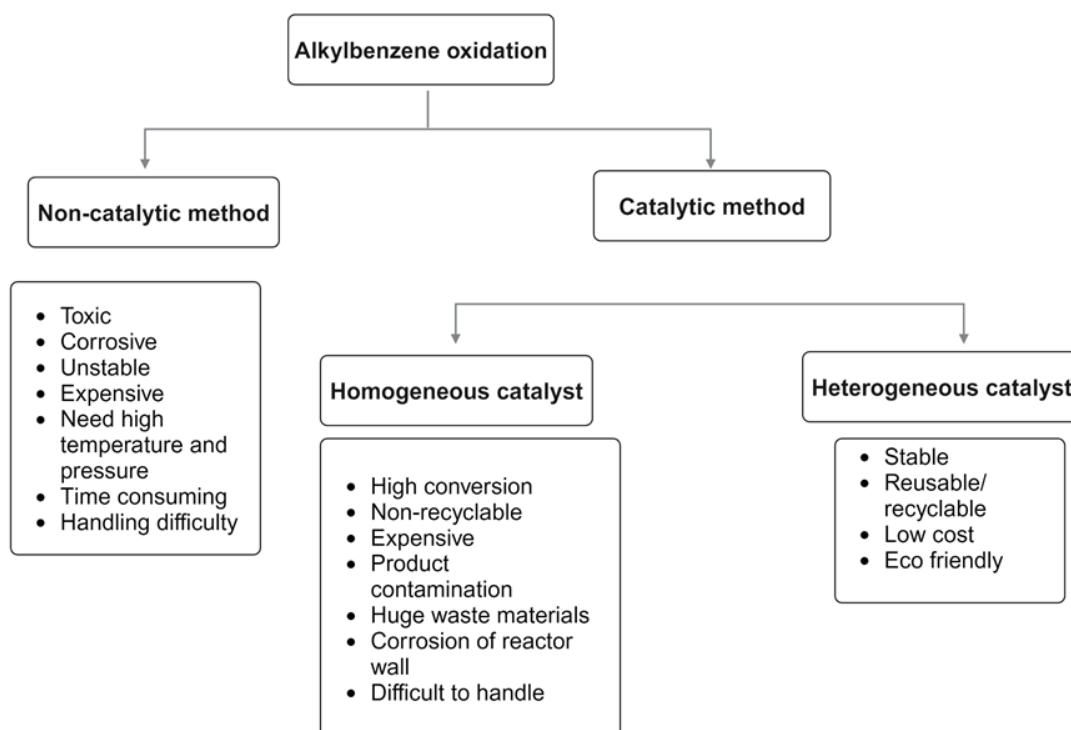 Alkylbenzene oxidation
Non-catalytic method
Catalytic method
• Toxic
• Corrosive
• Unstable
• Expensive
• Need high
temperature and
pressure
• Time consuming
• Handling difficulty
Homogeneous catalyst
• High conversion
• Non-recyclable
• Expensive
• Product
contamination
• Huge waste materials
• Corrosion of reactor
wall
• Difficult to handle
Heterogeneous catalyst
• Stable
• Reusable/
recyclable
• Low cost
• Eco friendly